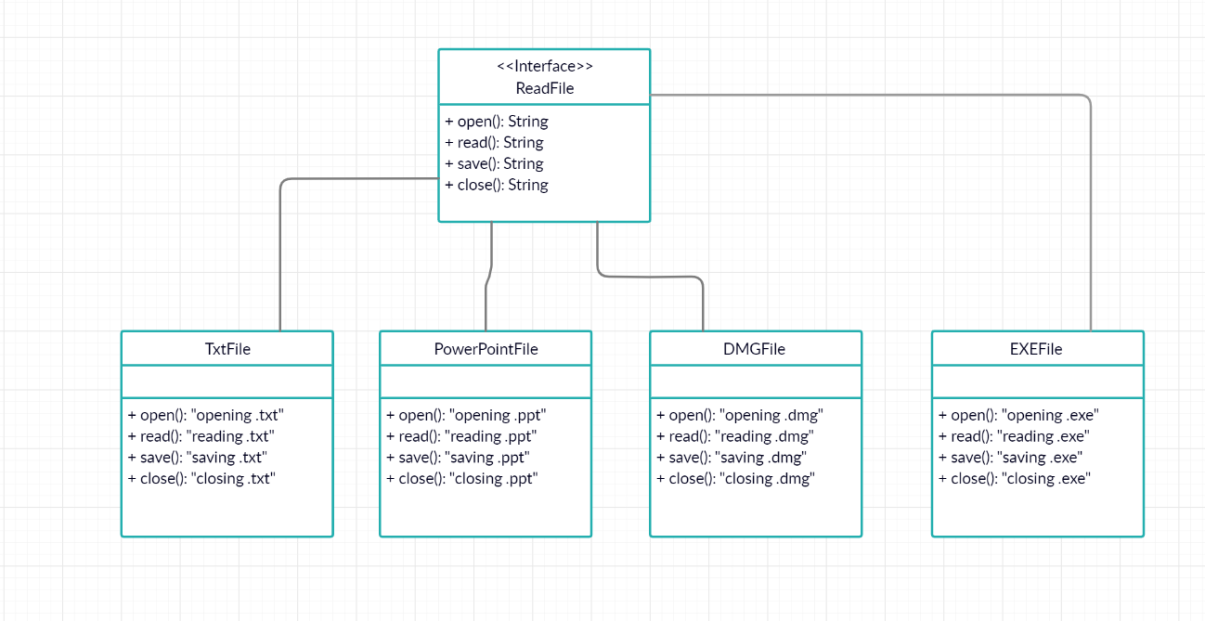 <<Interface>>
ReadFile
+ open(): String
+ read(): String
+ save(): String
+ close(): String
TxtFile
+ open(): "opening .txt"
+ read(): "reading .txt"
+ save(): "saving .txt"
+ close(): "closing .txt"
PowerPointFile
+ open(): "opening .ppt"
+ read(): "reading .ppt"
+ save(): "saving .ppt"
+ close(): "closing .ppt"
DMGFile
+ open(): "opening .dmg"
+ read(): "reading .dmg"
+ save(): "saving .dmg"
+ close(): "closing .dmg"
EXEFile
+ open(): "opening .exe"
+ read(): "reading .exe"
+ save(): "saving .exe"
+ close(): "closing .exe"